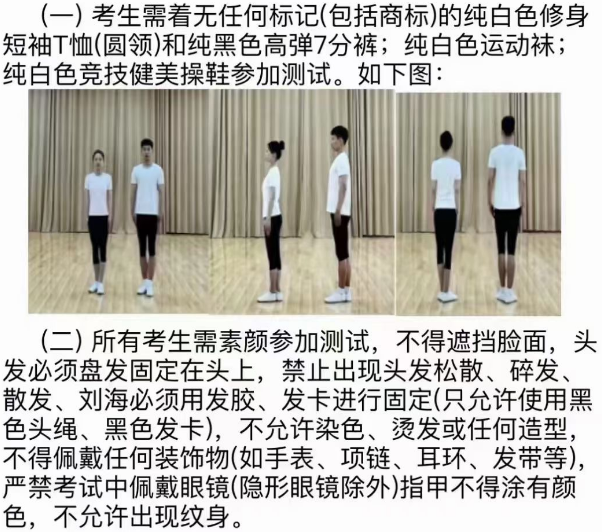 (一) 考生需着无任何标记(包括商标)的纯白色修身
短袖T恤(圆领)和纯黑色高弹7分裤；纯白色运动袜；
纯白色竞技健美操鞋参加测试。如下图：
(二) 所有考生需素颜参加测试，不得遮挡脸面，头
发必须盘发固定在头上，禁止出现头发松散、碎发、
散发、刘海必须用发胶、发卡进行固定(只允许使用黑
色头绳、黑色发卡)，不允许染色、烫发或任何造型，
不得佩戴任何装饰物(如手表、项链、耳环、发带等)，
严禁考试中佩戴眼镜(隐形眼镜除外)指甲不得涂有颜
色，不允许出现纹身。